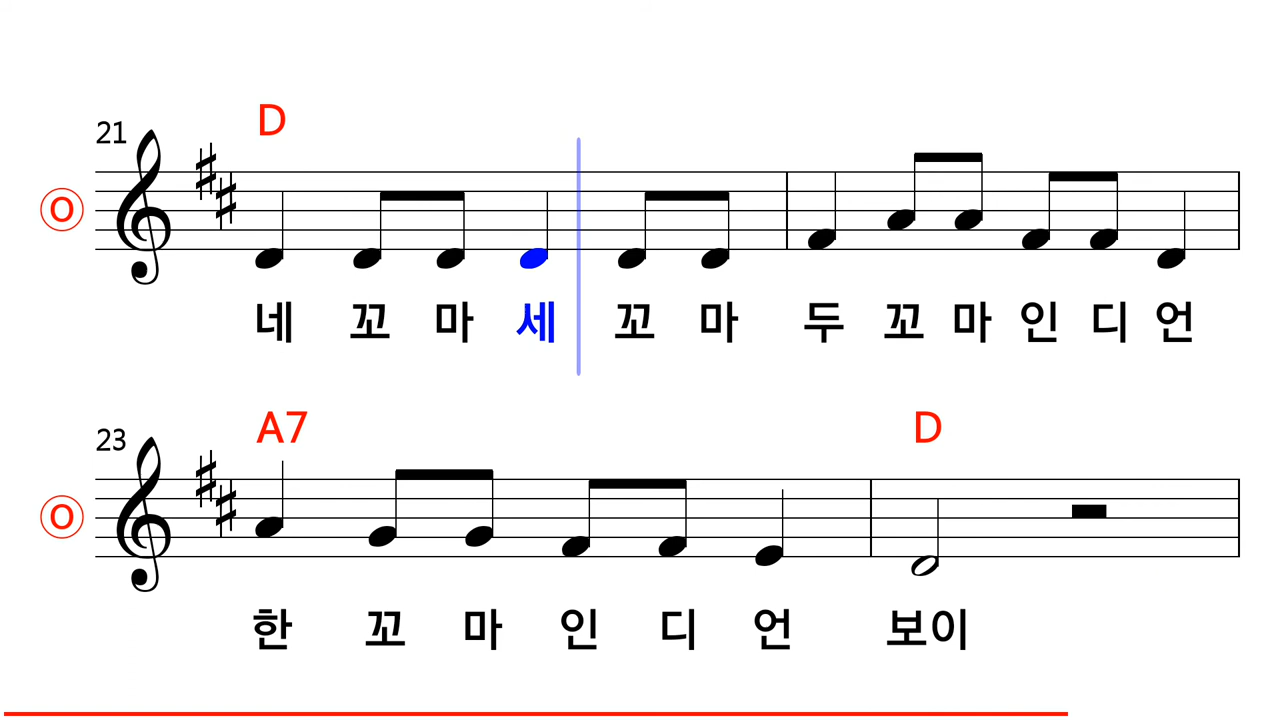 D
21
O
네 꼬 마 세 꼬 마 두 꼬 마 인 디 언
A7 D
23
O
한 꼬 마 인 디 언 보이